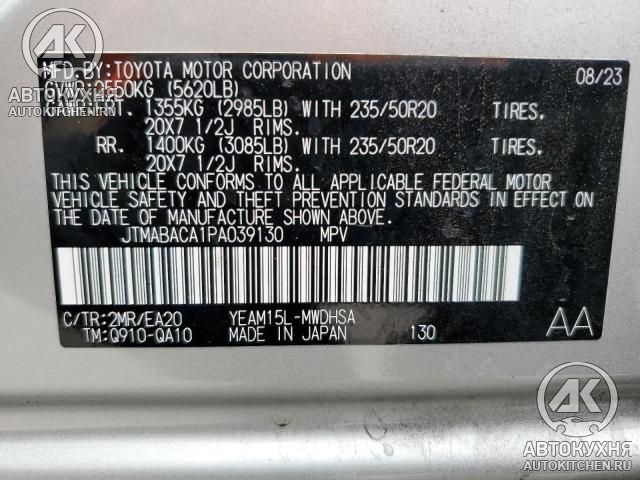 MFD. BY: TOYOTA MOTOR CORPORATION 08/23
GVWR 2550KG (5620LB)
1355KG (2985LB) WITH 235/50R20 TIRES.
20X7 1/2J RIMS.
RR. 1400KG (3085LB) WITH 235/50R20 TIRES.
20X7 1/2J RIMS.
THIS VEHICLE CONFORMS TO ALL APPLICABLE FEDERAL MOTOR
VEHICLE SAFETY AND THEFT PREVENTION STANDARDS IN EFFECT ON
THE DATE OF MANUFACTURE SHOWN ABOVE.
JTMABACA1PA039130 MPV
C/TR: 2MR/EA20 YEAM15L-MWDHSA AA
TM: Q910-QA10 MADE IN JAPAN 130
АВТОКУХНЯ
AUTOKITCHEN.RU
AK
АВТОКУХНЯ
AUTOKITCHEN.RU